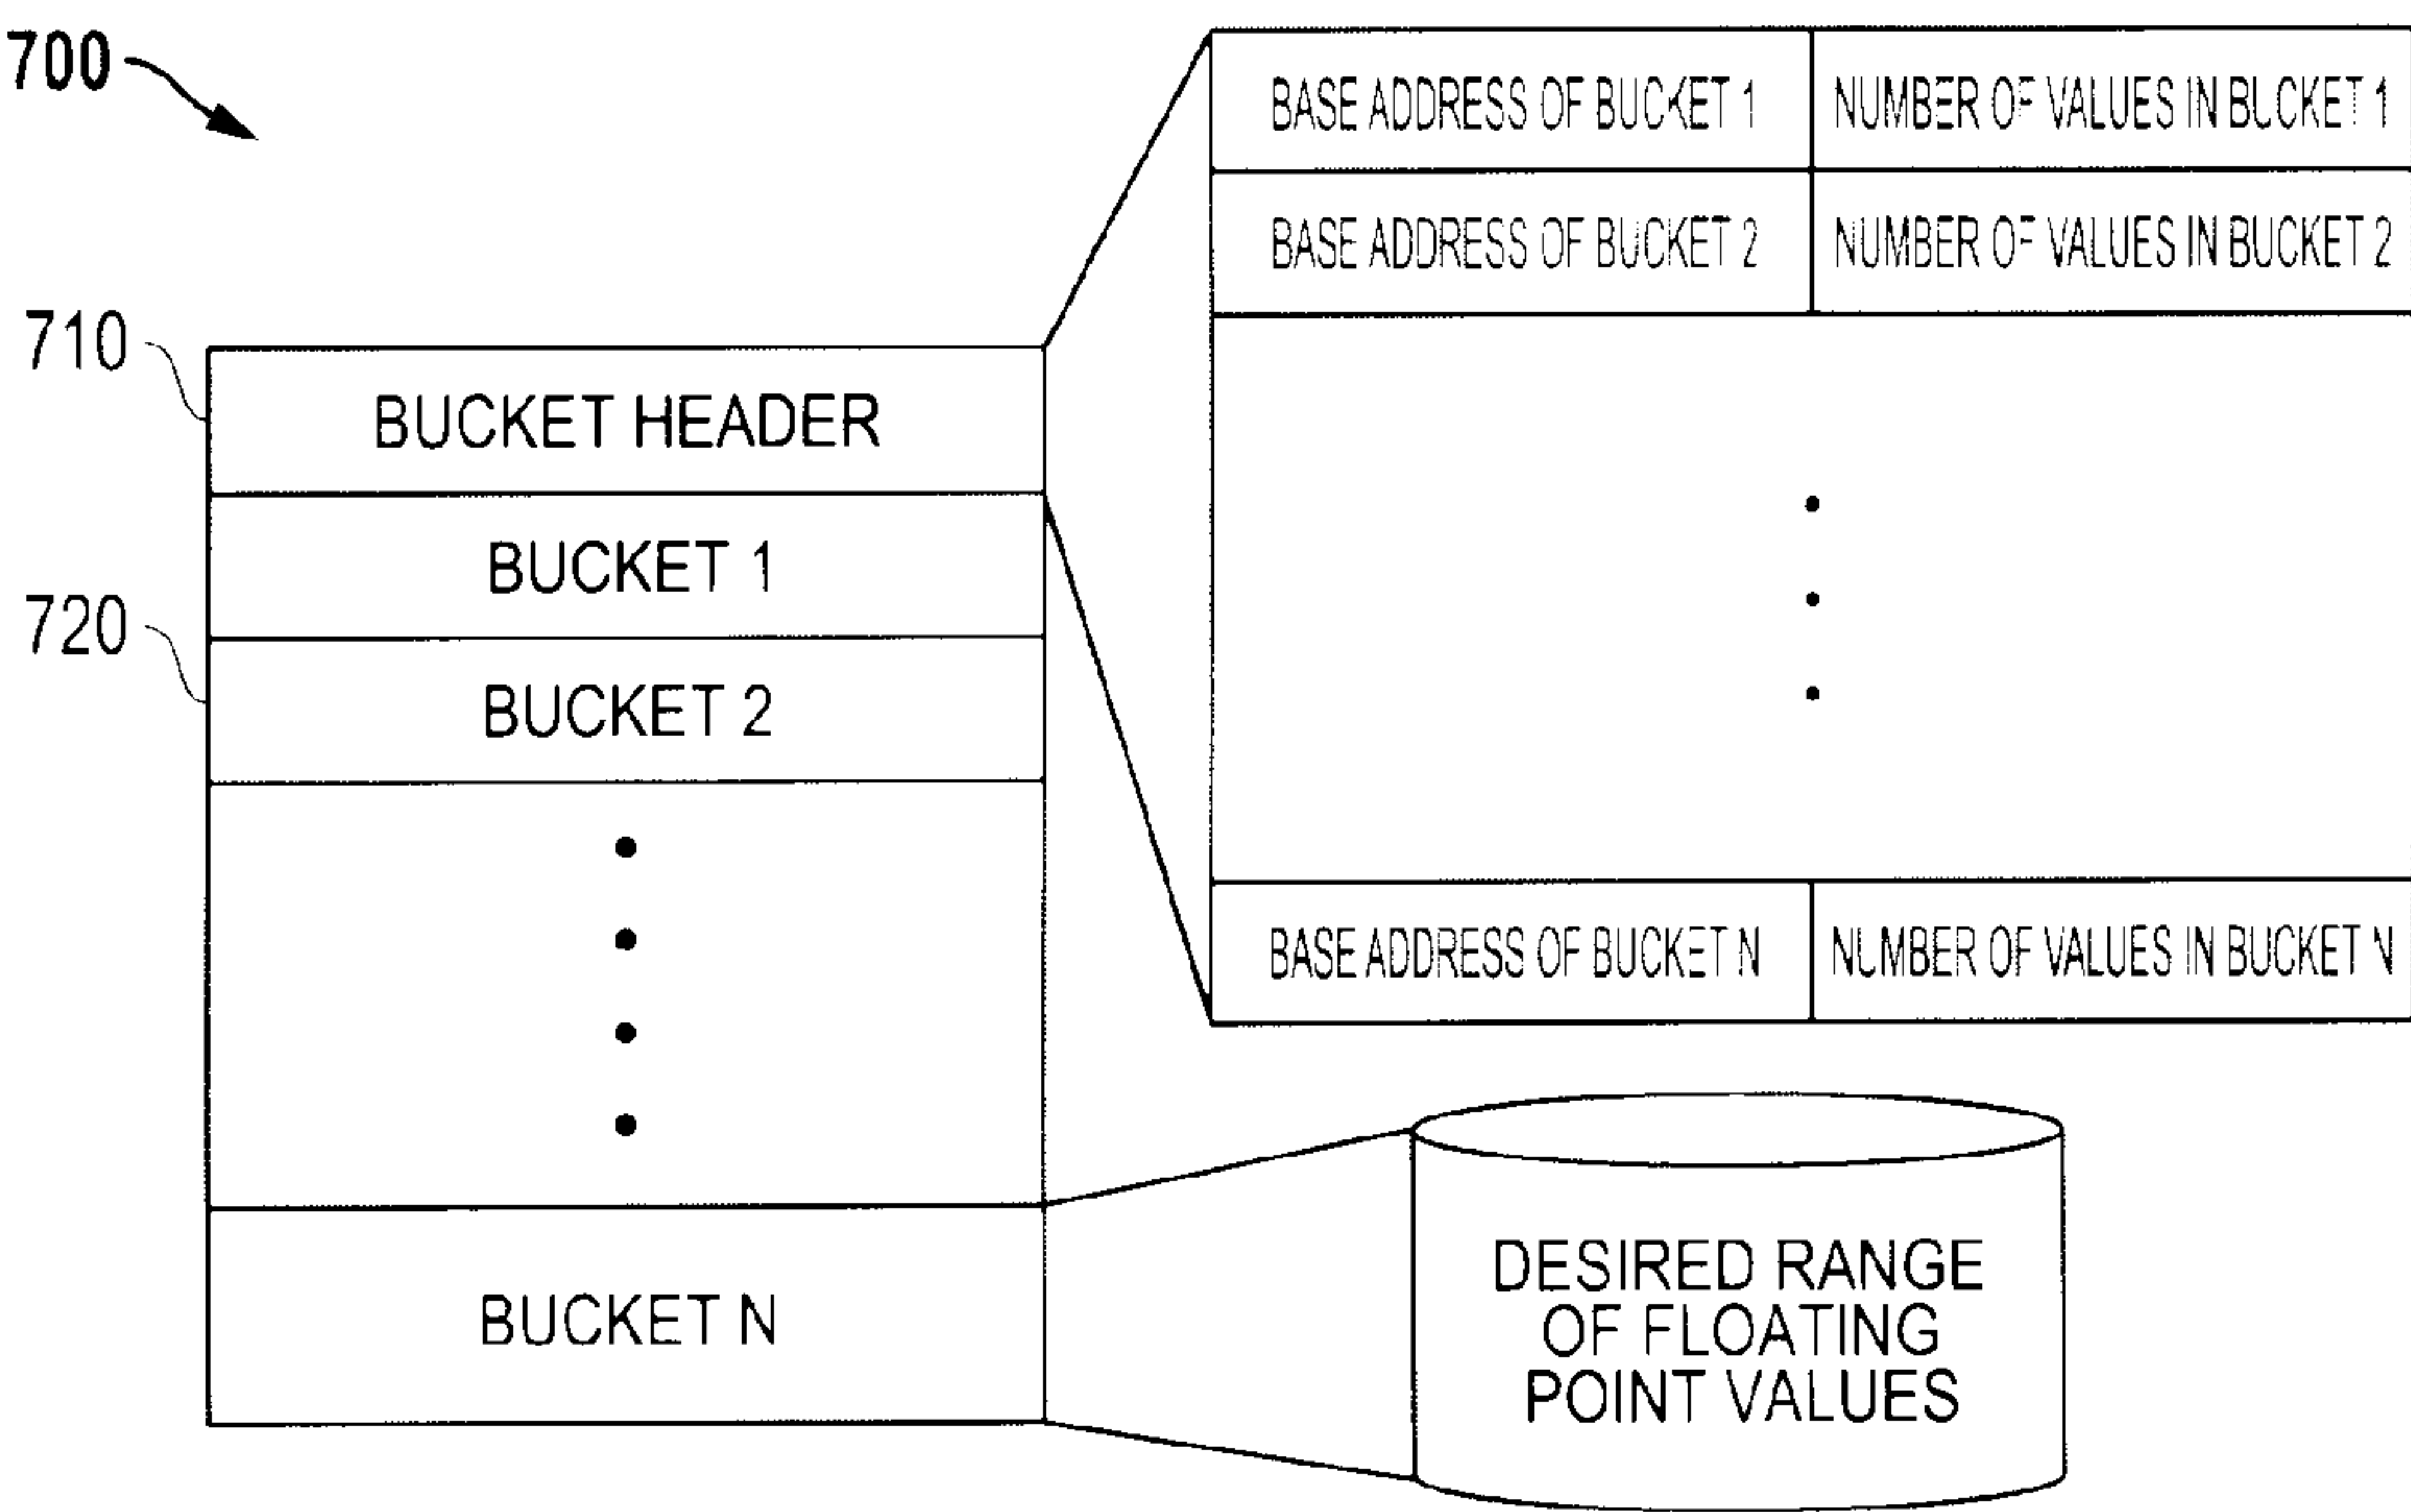 700
BASE ADDRESS OF BUCKET 1 NUMBER OF VALUES IN BUCKET 1
BASE ADDRESS OF BUCKET 2 NUMBER OF VALUES IN BUCKET 2
710
BUCKET HEADER
BUCKET 1
720
BUCKET 2
BASE ADDRESS OF BUCKET N NUMBER OF VALUES IN BUCKET N
BUCKET N
DESIRED RANGE
OF FLOATING
POINT VALUES